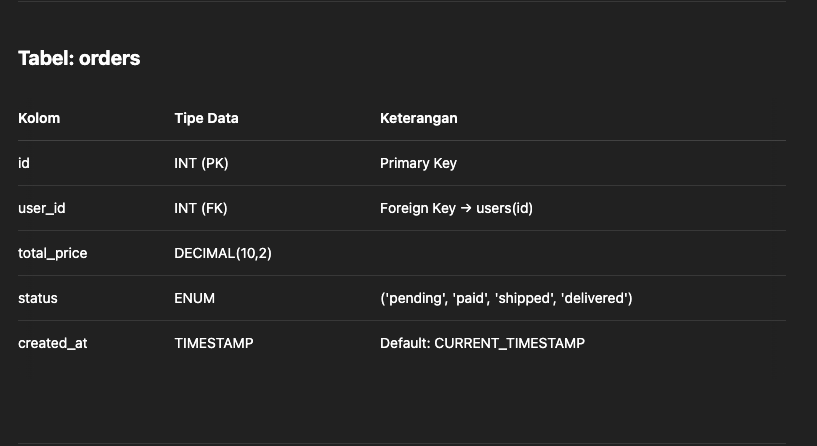 Tabel: orders
Kolom Tipe Data Keterangan
id INT (PK) Primary Key
user_id INT (FK) Foreign Key → users(id)
total_price DECIMAL(10,2)
status ENUM ('pending', 'paid', 'shipped', 'delivered')
created_at TIMESTAMP Default: CURRENT_TIMESTAMP